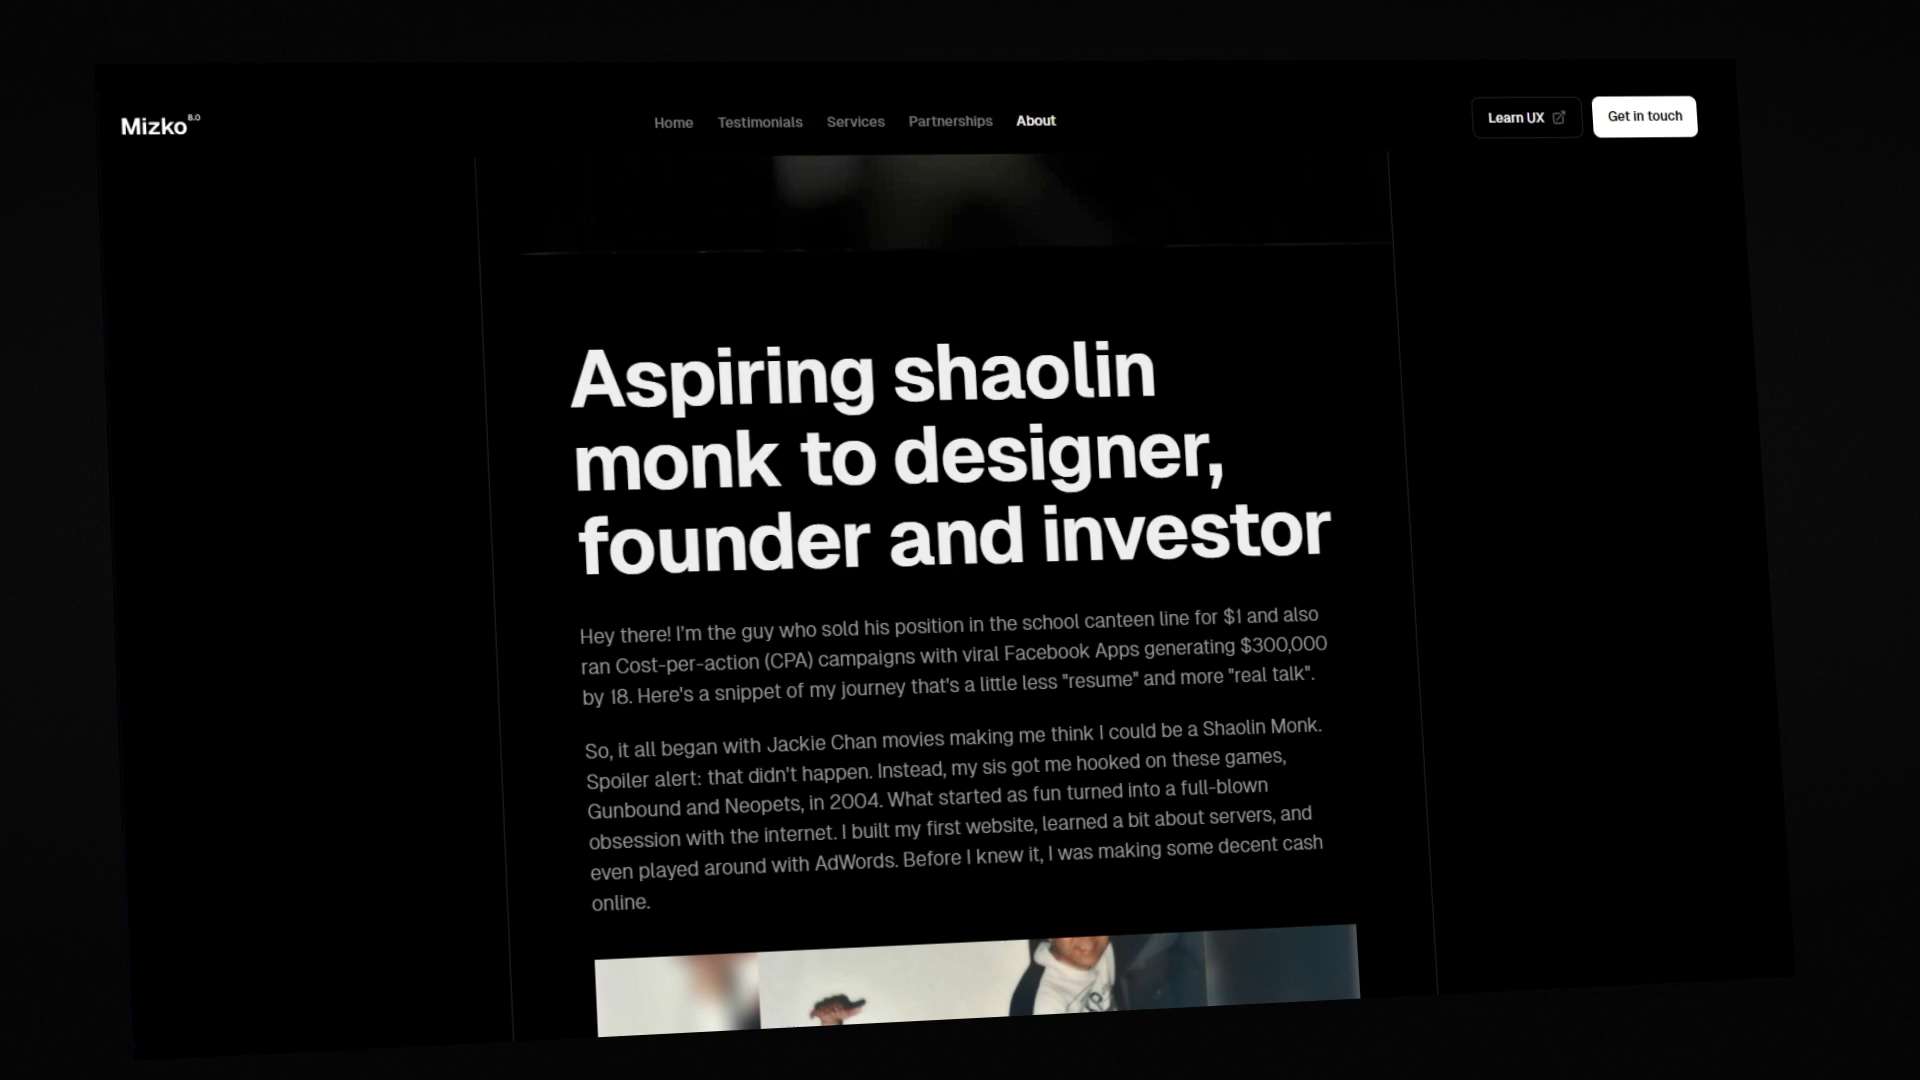 Mizko 8.0
Home Testimonials Services Partnerships About
Learn UX
Get in touch
Aspiring shaolin
monk to designer,
founder and investor
Hey there! I'm the guy who sold his position in the school canteen line for $1 and also
ran Cost-per-action (CPA) campaigns with viral Facebook Apps generating $300,000
by 18. Here's a snippet of my journey that's a little less "resume" and more "real talk".
So, it all began with Jackie Chan movies making me think I could be a Shaolin Monk.
Spoiler alert: that didn't happen. Instead, my sis got me hooked on these games,
Gunbound and Neopets, in 2004. What started as fun turned into a full-blown
obsession with the internet. I built my first website, learned a bit about servers, and
even played around with AdWords. Before I knew it, I was making some decent cash
online.